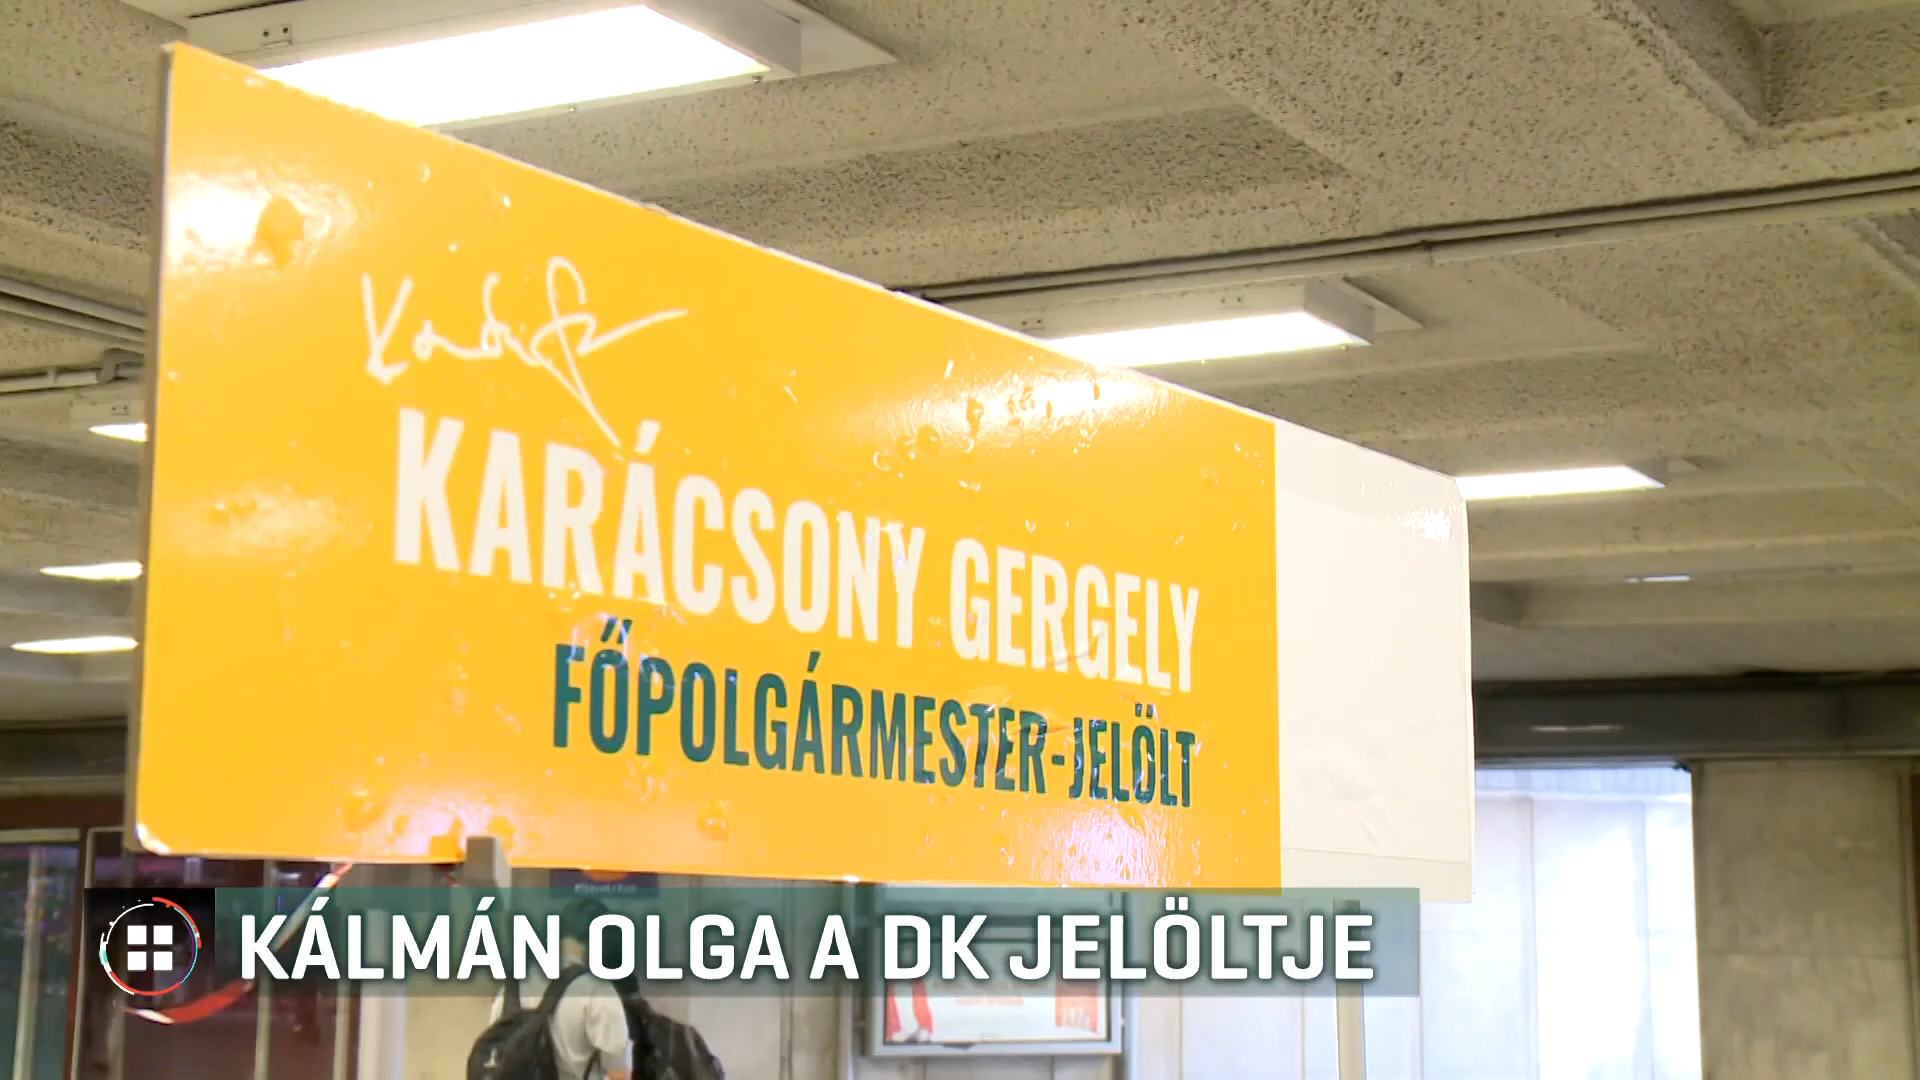 KARÁCSONY GERGELY
FŐPOLGÁRMESTER-JELÖLT
KÁLMÁN OLGA A DK JELÖLTJE